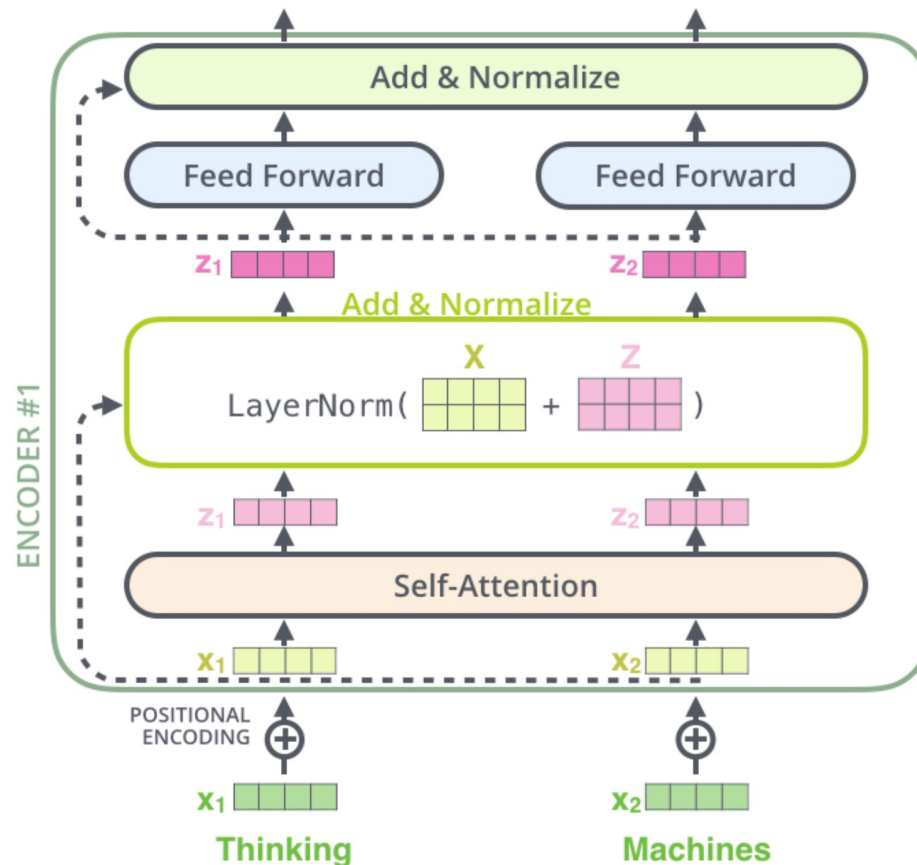 Add & Normalize
Feed Forward
Feed Forward
z1
z2
Add & Normalize
X
Z
LayerNorm( + )
ENCODER #1
z1
z2
Self-Attention
x1
x2
POSITIONAL
ENCODING
x1
x2
Thinking
Machines